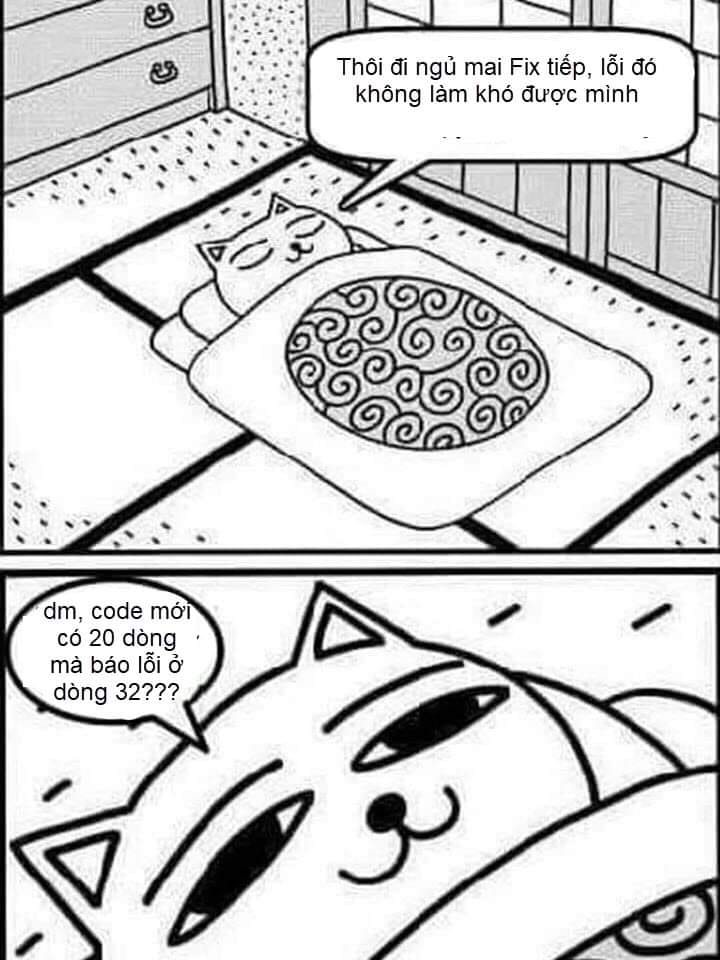 Thôi đi ngủ mai Fix tiếp, lỗi đó
không làm khó được mình
dm, code mới
có 20 dòng
mà báo lỗi ở
dòng 32???